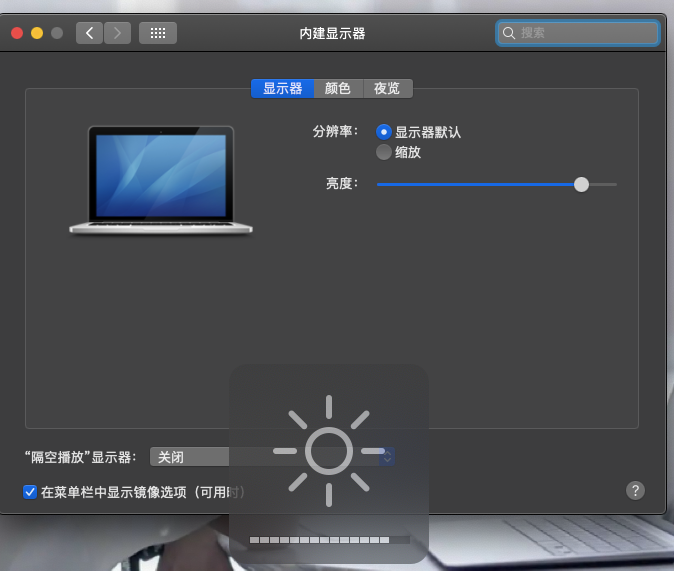 内建显示器
搜索
显示器 颜色 夜览
分辨率： 显示器默认
缩放
亮度：
“隔空播放”显示器： 关闭
在菜单栏中显示镜像选项（可用时）
?